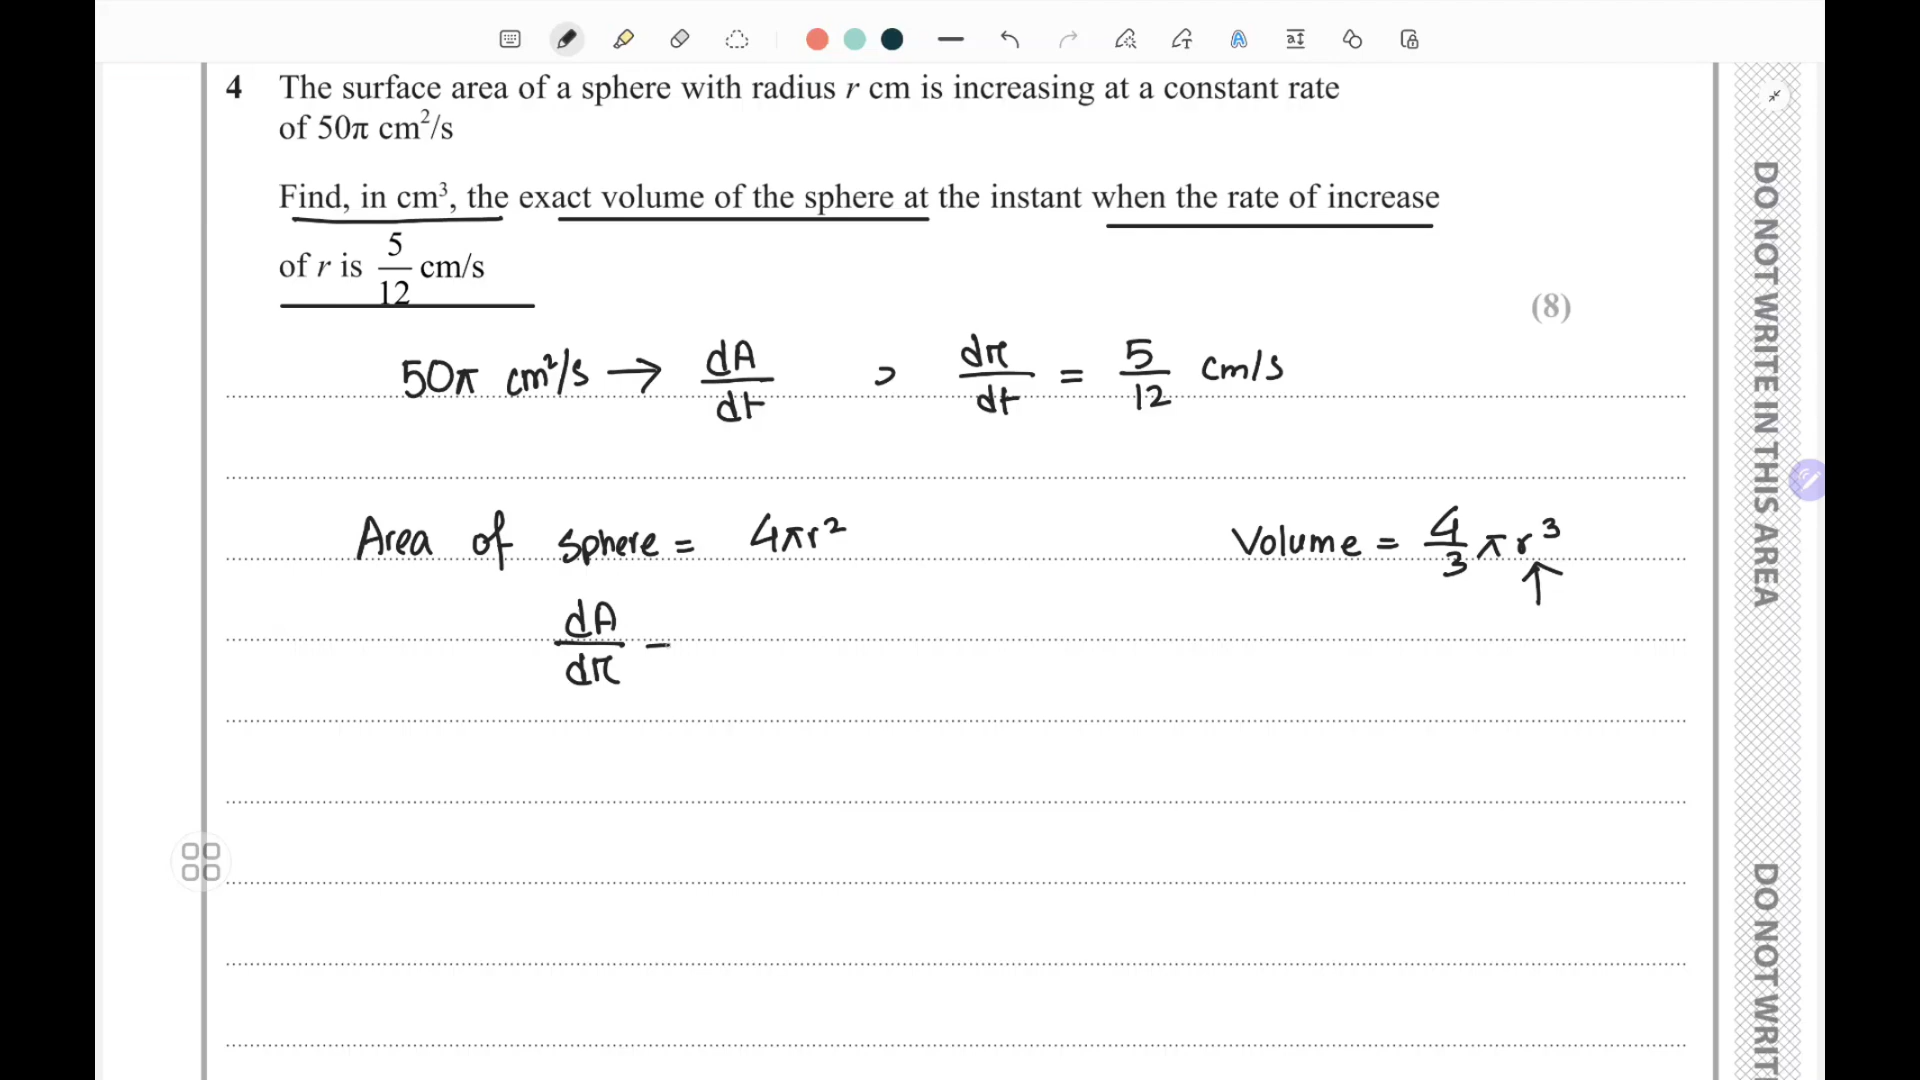 4 The surface area of a sphere with radius r cm is increasing at a constant rate
of 50π cm²/s
Find, in cm³, the exact volume of the sphere at the instant when the rate of increase
of r is 5/12 cm/s
(8)
50π cm²/s → dA/dt , dr/dt = 5/12 cm/s
Area of sphere = 4πr²
Volume = 4/3 πr³
↑
dA/dr -
DO NOT WRITE IN THIS AREA
DO NOT WRIT